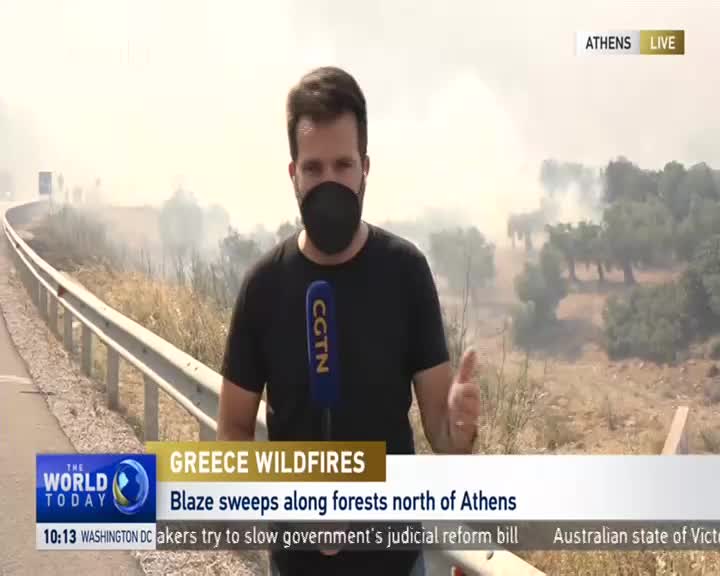 ATHENS LIVE
CGTN
GREECE WILDFIRES
THE
WORLD
TODAY
Blaze sweeps along forests north of Athens
10:13 WASHINGTON DC
akers try to slow government's judicial reform bill Australian state of Vict